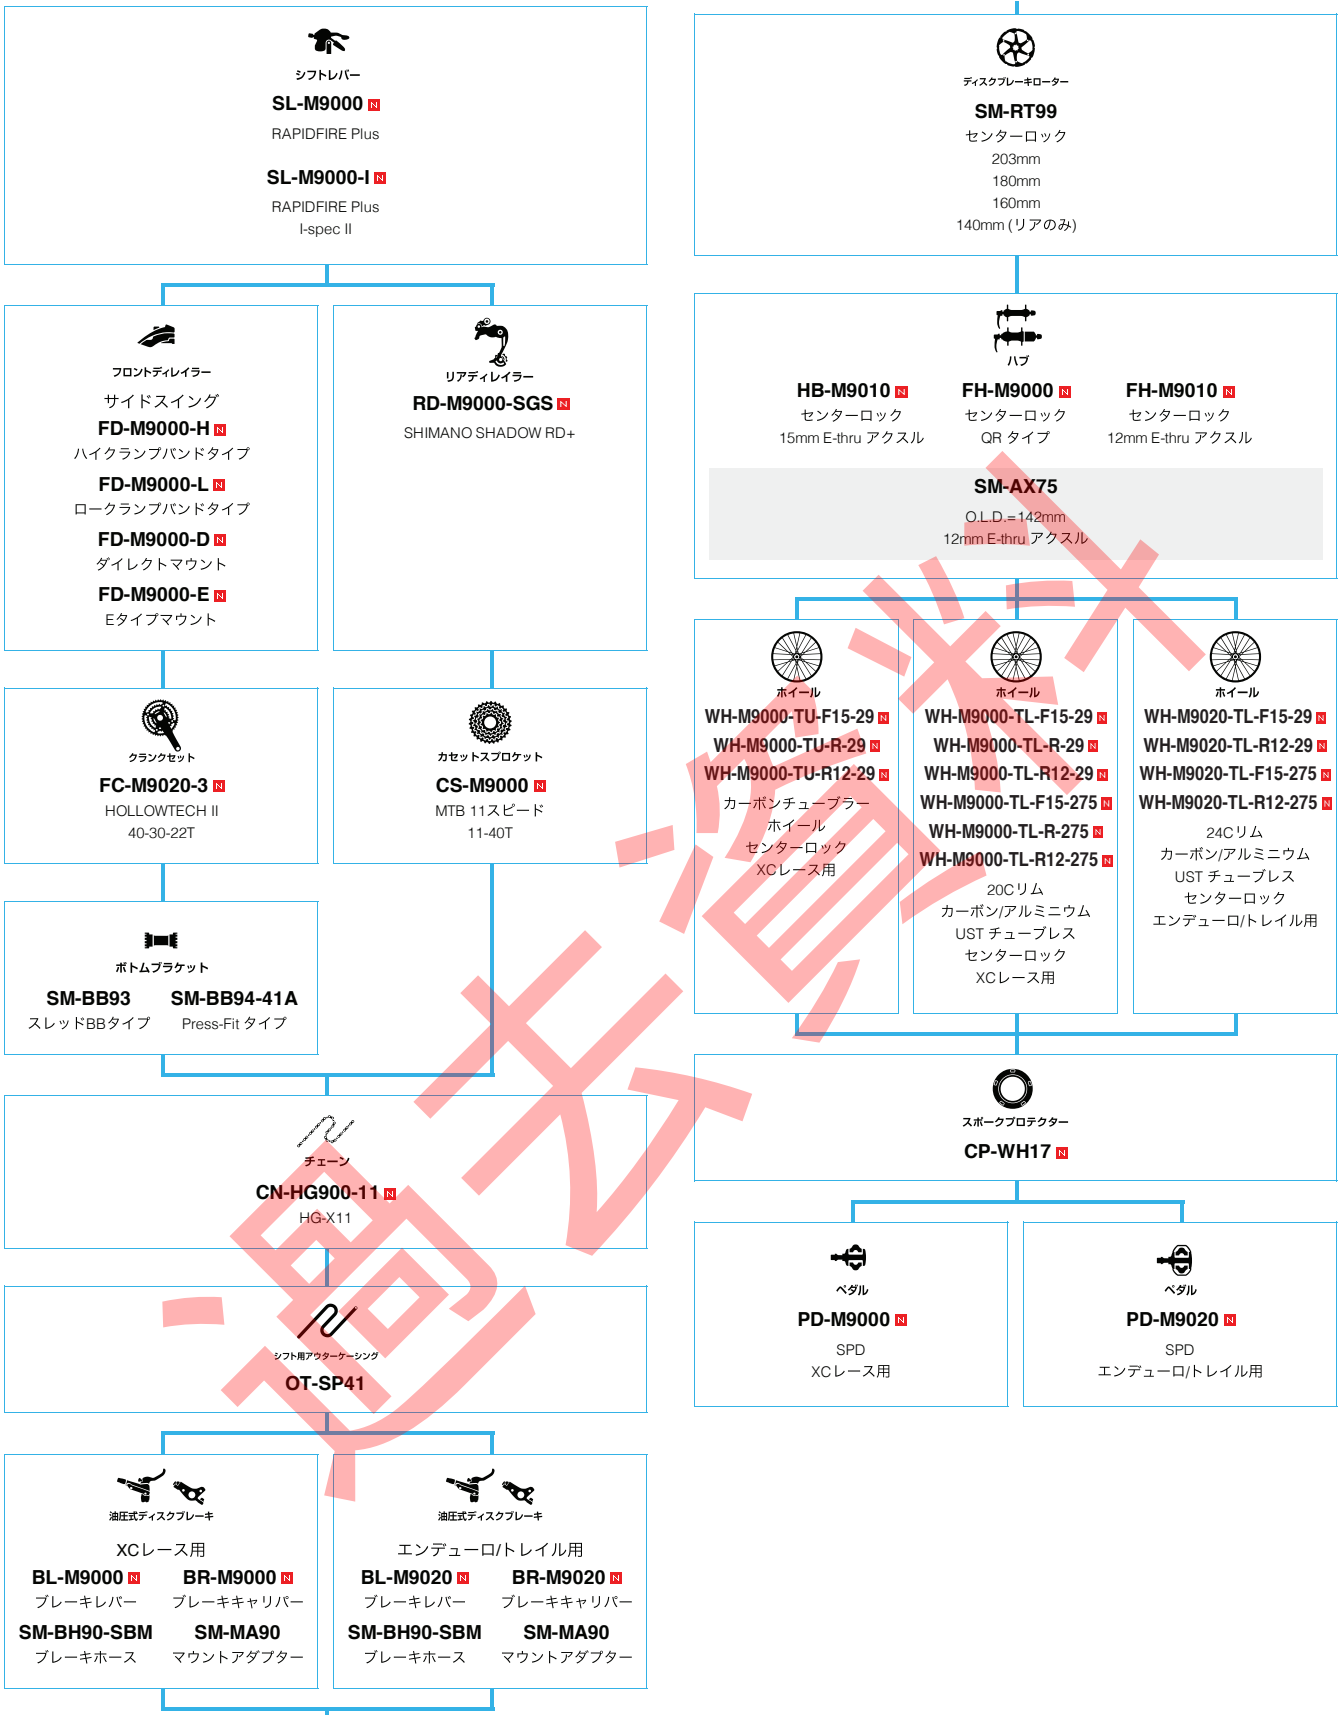 シフトレバー
SL-M9000 N
RAPIDFIRE Plus
SL-M9000-I N
RAPIDFIRE Plus
I-spec II
フロントディレイラー
サイドスイング
FD-M9000-H N
ハイクランプバンドタイプ
FD-M9000-L N
ロークランプバンドタイプ
FD-M9000-D N
ダイレクトマウント
FD-M9000-E N
Eタイプマウント
リアディレイラー
RD-M9000-SGS N
SHIMANO SHADOW RD+
クランクセット
FC-M9020-3 N
HOLLOWTECH II
40-30-22T
カセットスプロケット
CS-M9000 N
MTB 11スピード
11-40T
ボトムブラケット
SM-BB93 SM-BB94-41A
スレッドBBタイプ Press-Fit タイプ
チェーン
CN-HG900-11 N
HG-X11
シフト用アウターケーシング
OT-SP41
油圧式ディスクブレーキ
XCレース用
BL-M9000 N BR-M9000 N
ブレーキレバー ブレーキキャリパー
SM-BH90-SBM SM-MA90
ブレーキホース マウントアダプター
油圧式ディスクブレーキ
エンデューロ/トレイル用
BL-M9020 N BR-M9020 N
ブレーキレバー ブレーキキャリパー
SM-BH90-SBM SM-MA90
ブレーキホース マウントアダプター
ディスクブレーキローター
SM-RT99
センターロック
203mm
180mm
160mm
140mm (リアのみ)
ハブ
HB-M9010 N FH-M9000 N FH-M9010 N
センターロック センターロック センターロック
15mm E-thru アクスル QR タイプ 12mm E-thru アクスル
SM-AX75
O.L.D.=142mm
12mm E-thru アクスル
ホイール
WH-M9000-TU-F15-29 N
WH-M9000-TU-R-29 N
WH-M9000-TU-R12-29 N
カーボンチューブラー
ホイール
センターロック
XCレース用
ホイール
WH-M9000-TL-F15-29 N
WH-M9000-TL-R-29 N
WH-M9000-TL-R12-29 N
WH-M9000-TL-F15-275 N
WH-M9000-TL-R-275 N
WH-M9000-TL-R12-275 N
20Cリム
カーボン/アルミニウム
UST チューブレス
センターロック
XCレース用
ホイール
WH-M9020-TL-F15-29 N
WH-M9020-TL-R12-29 N
WH-M9020-TL-F15-275 N
WH-M9020-TL-R12-275 N
24Cリム
カーボン/アルミニウム
UST チューブレス
センターロック
エンデューロ/トレイル用
スポークプロテクター
CP-WH17 N
ペダル
PD-M9000 N
SPD
XCレース用
ペダル
PD-M9020 N
SPD
エンデューロ/トレイル用
過去資料